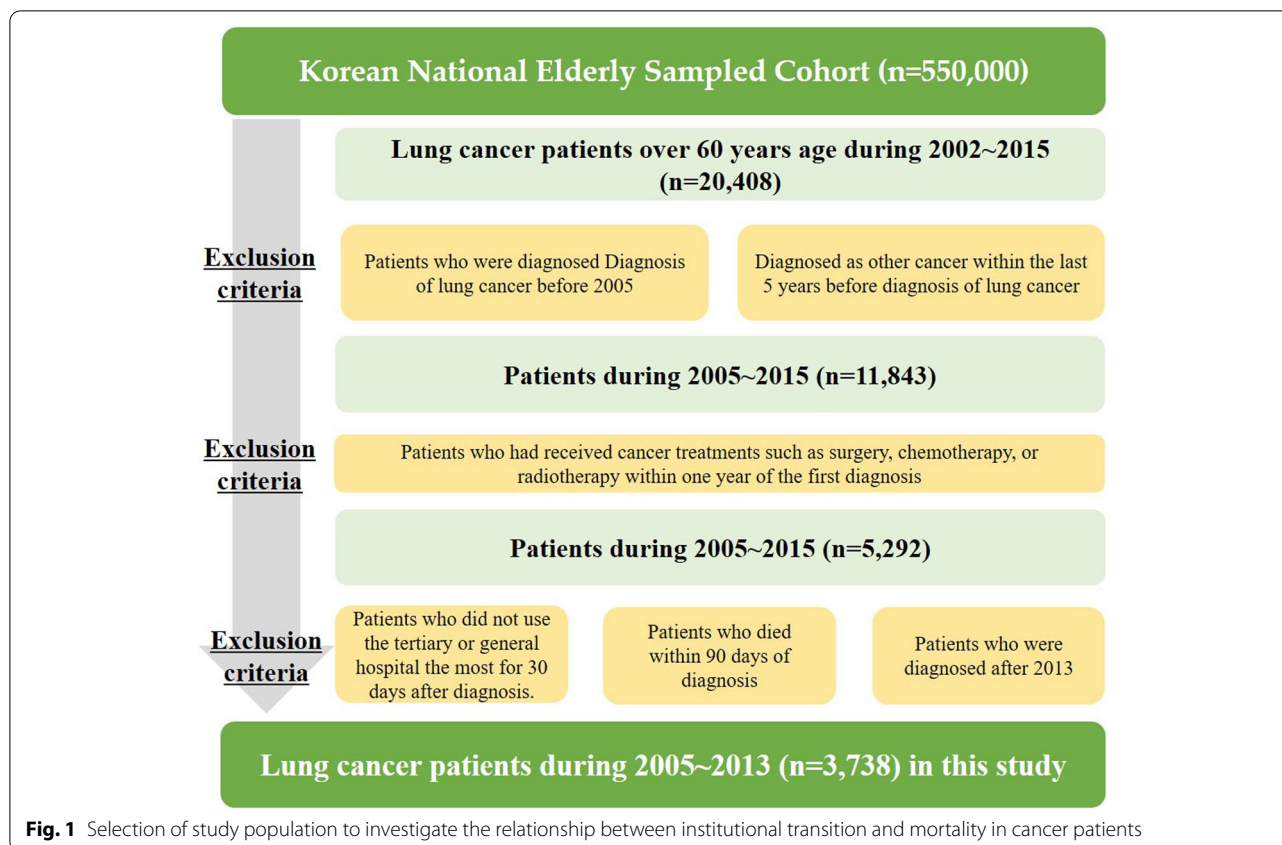 Korean National Elderly Sampled Cohort (n=550,000)
Lung cancer patients over 60 years age during 2002~2015
(n=20,408)
Exclusion
criteria
Patients who were diagnosed Diagnosis
of lung cancer before 2005
Diagnosed as other cancer within the last
5 years before diagnosis of lung cancer
Patients during 2005~2015 (n=11,843)
Exclusion
criteria
Patients who had received cancer treatments such as surgery, chemotherapy, or
radiotherapy within one year of the first diagnosis
Patients during 2005~2015 (n=5,292)
Exclusion
criteria
Patients who did not use
the tertiary or general
hospital the most for 30
days after diagnosis.
Patients who died
within 90 days of
diagnosis
Patients who were
diagnosed after 2013
Lung cancer patients during 2005~2013 (n=3,738) in this study
Fig. 1 Selection of study population to investigate the relationship between institutional transition and mortality in cancer patients